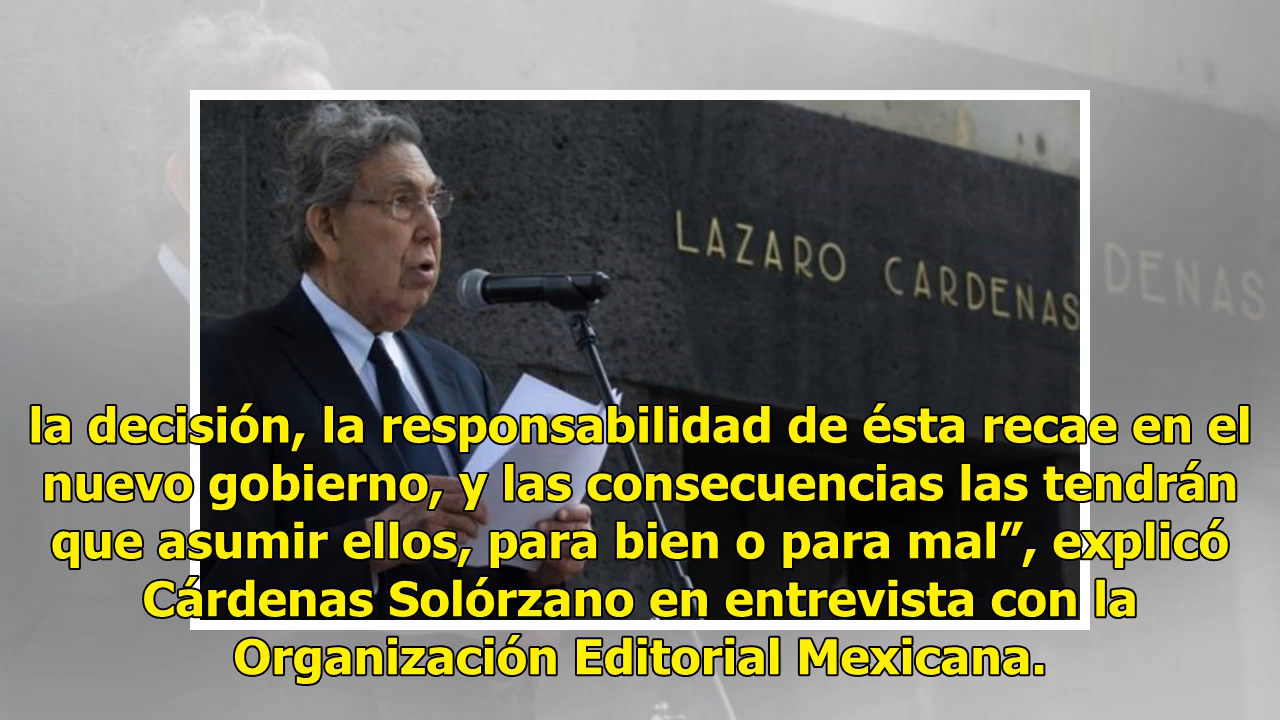 LAZARO CARDENAS
DENAS
la decisión, la responsabilidad de ésta recae en el
nuevo gobierno, y las consecuencias las tendrán
que asumir ellos, para bien o para mal”, explicó
Cárdenas Solórzano en entrevista con la
Organización Editorial Mexicana.